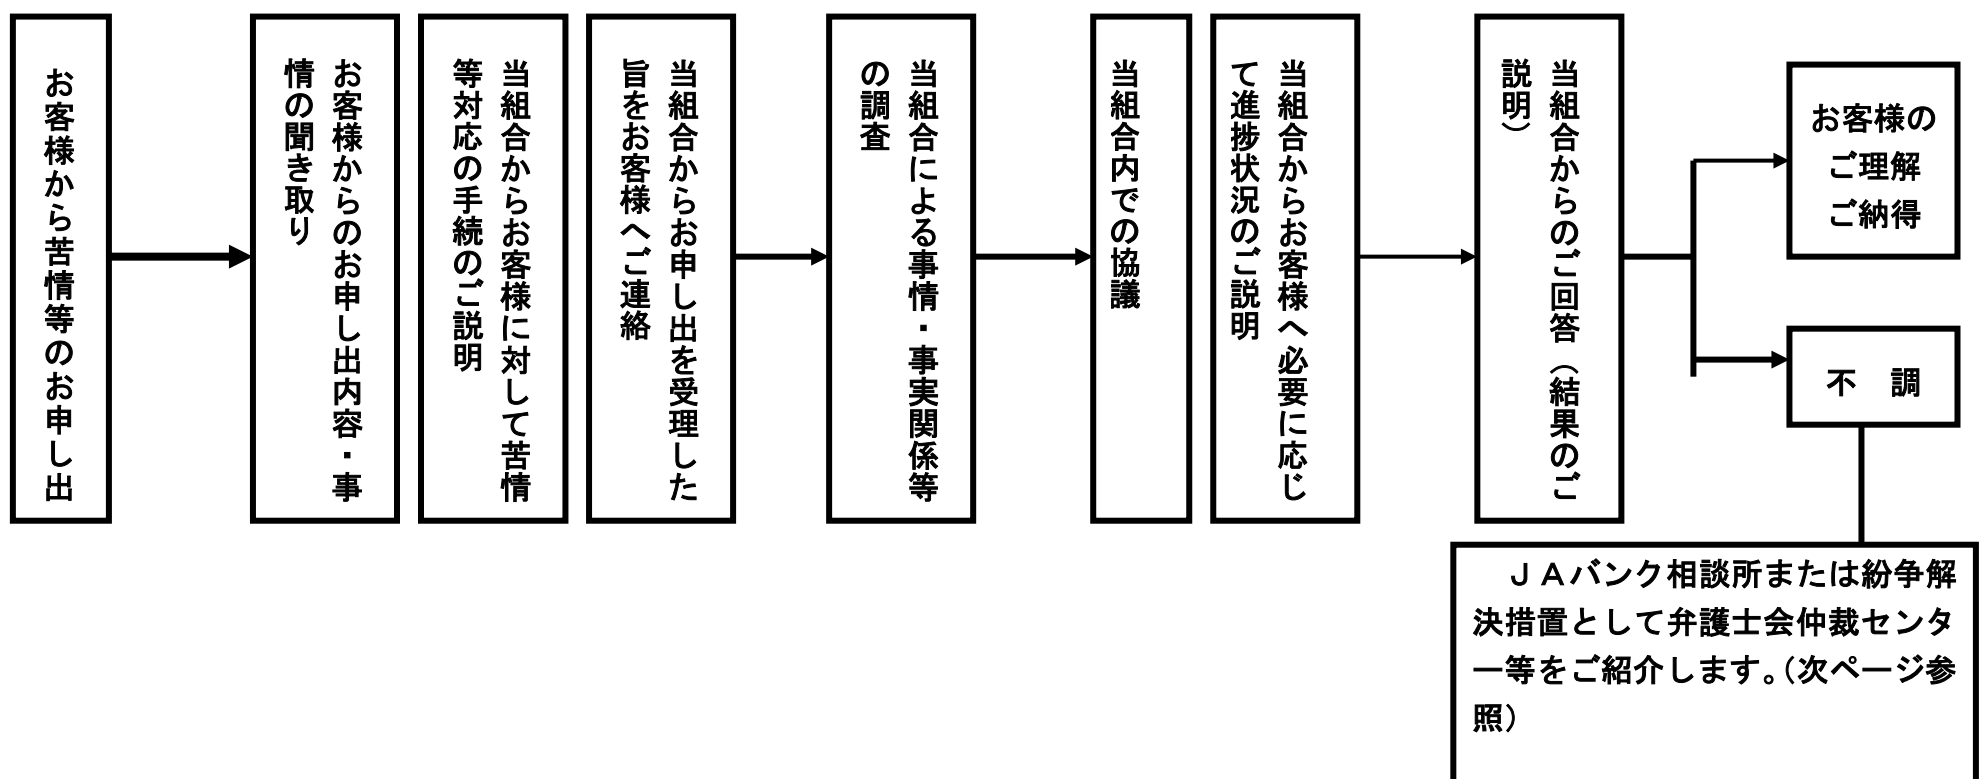 お客様から苦情等のお申し出
お客様からのお申し出内容・事
情の聞き取り
当組合からお客様に対して苦情
等対応の手続のご説明
当組合からお申し出を受理した
旨をお客様へご連絡
当組合による事情・事実関係等
の調査
当組合内での協議
当組合からお客様へ必要に応じ
て進捗状況のご説明
当組合からのご回答（結果のご
説明）
お客様の
ご理解
ご納得
不　調
ＪＡバンク相談所または紛争解
決措置として弁護士会仲裁センタ
ー等をご紹介します。（次ページ参
照）